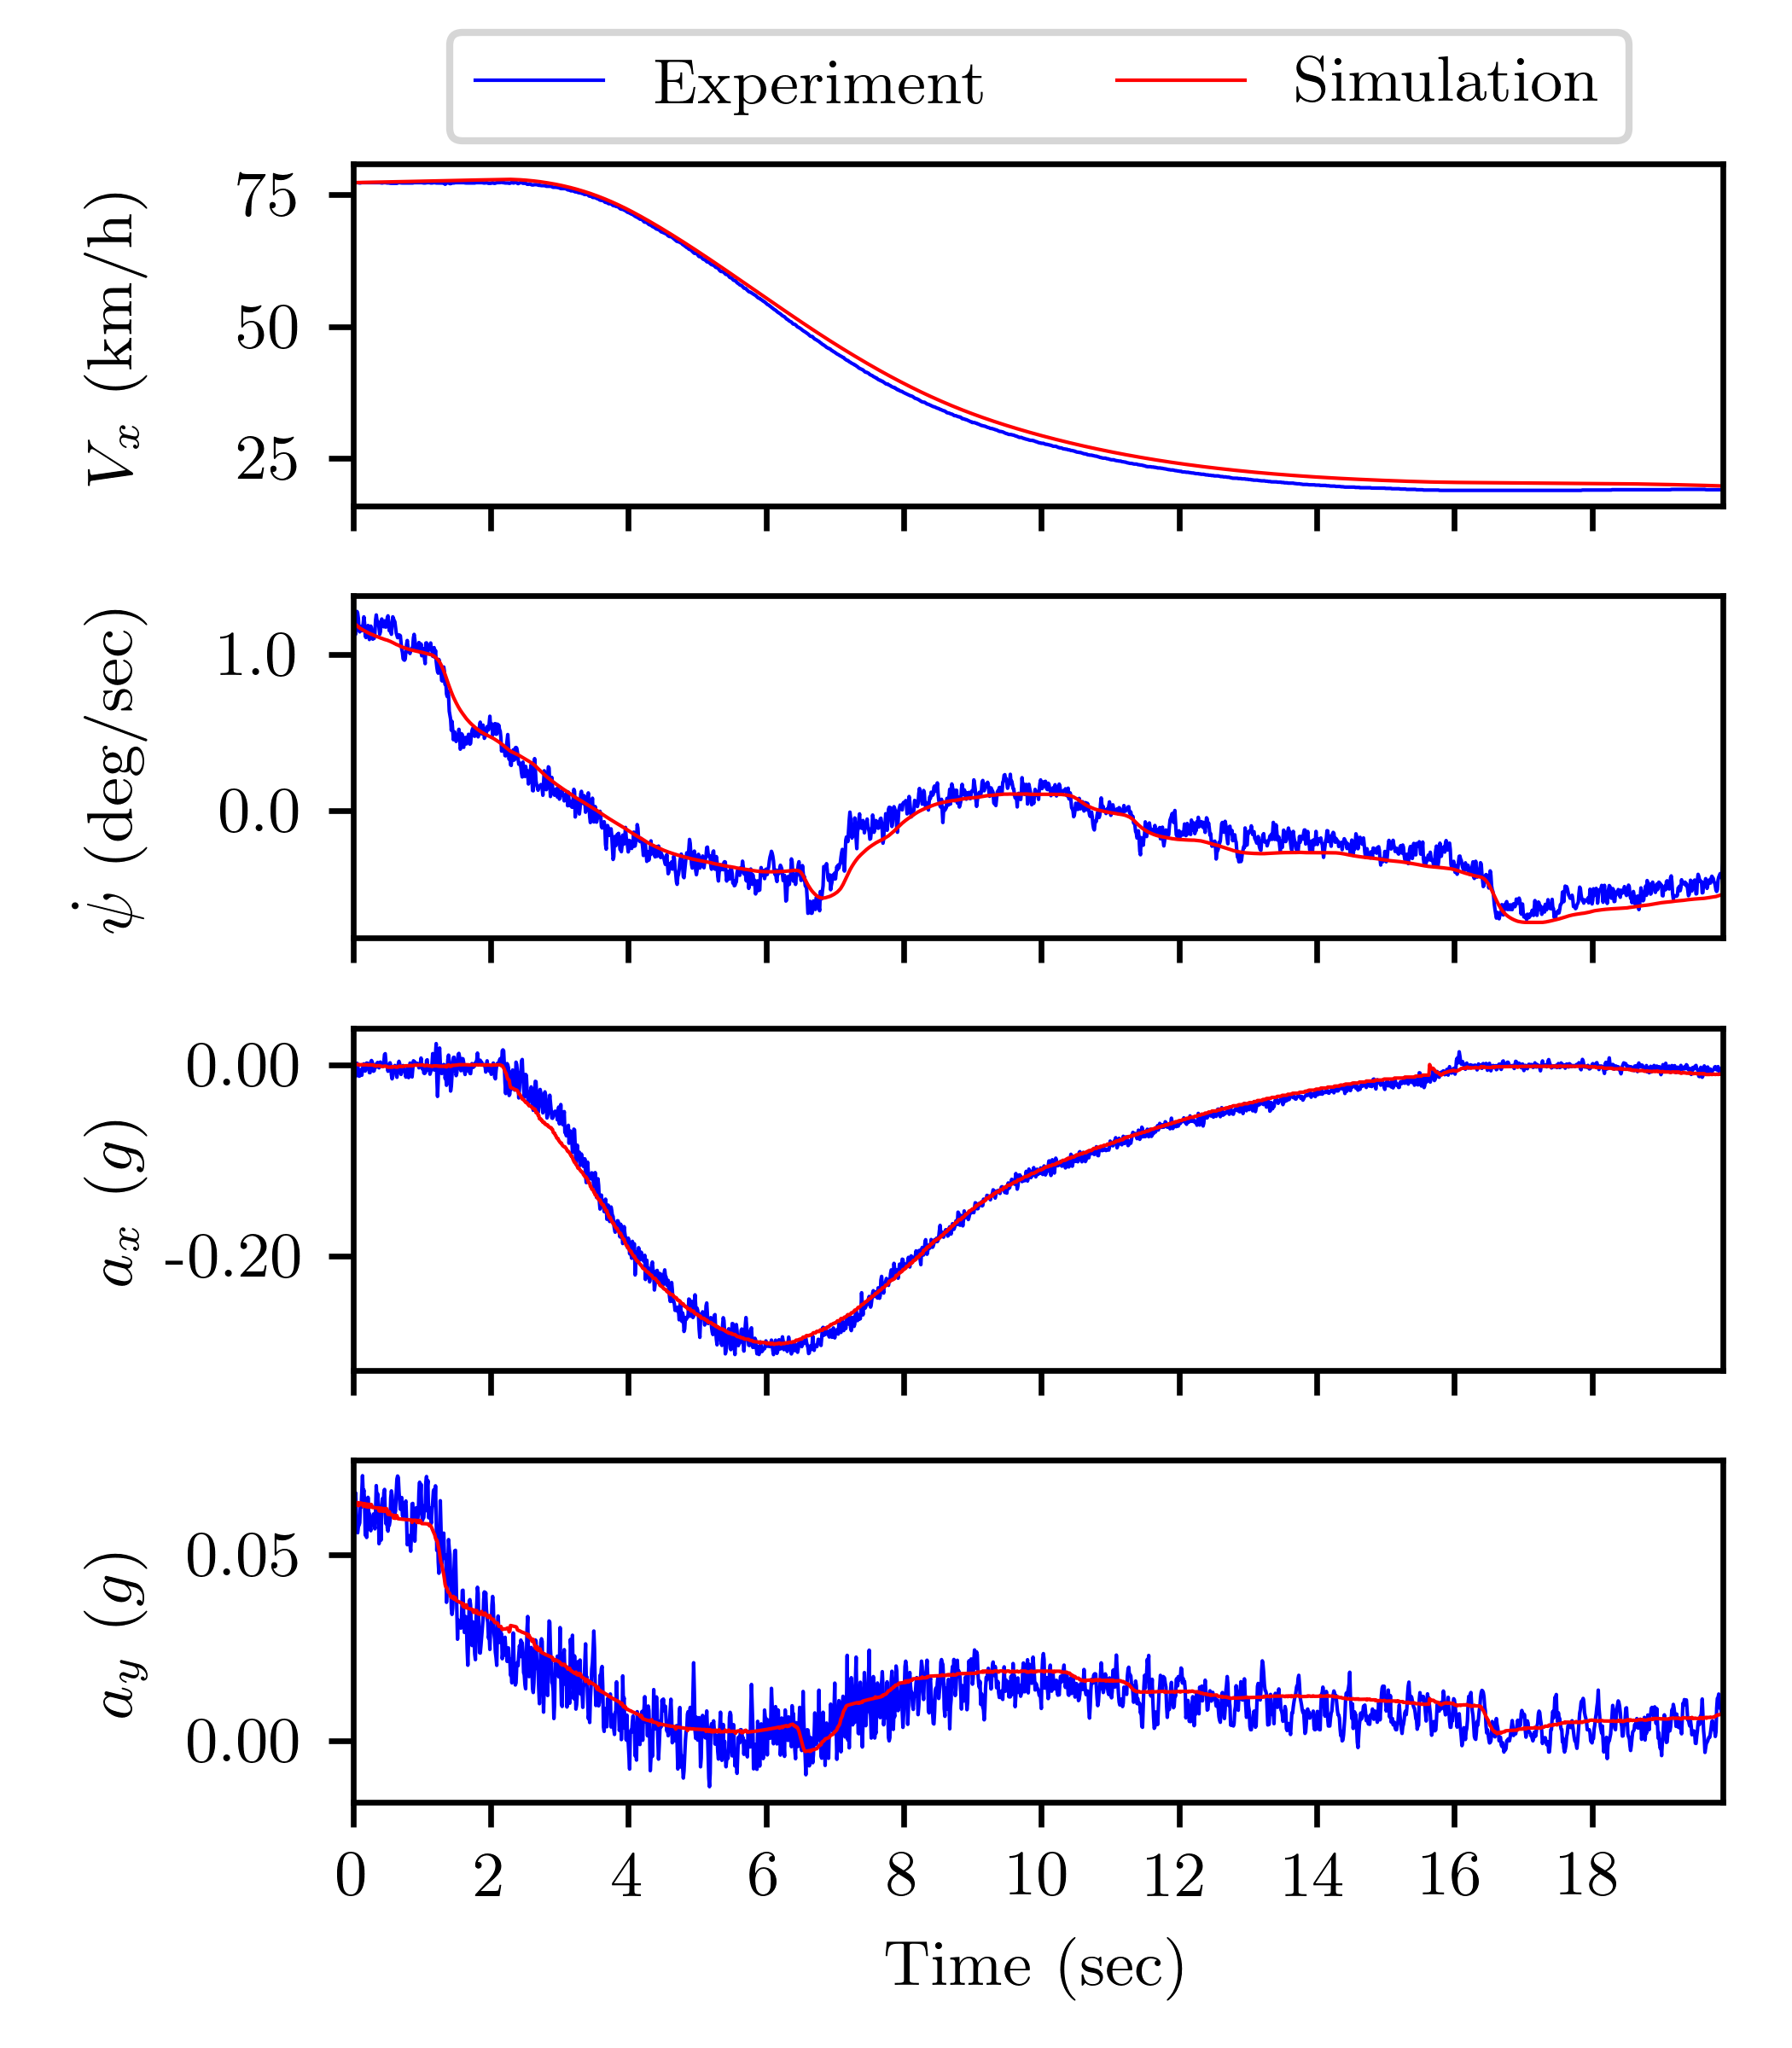 Experiment Simulation
75
50
25
V_x (km/h)
1.0
0.0
ψ̇ (deg/sec)
0.00
-0.20
a_x (g)
0.05
0.00
a_y (g)
0 2 4 6 8 10 12 14 16 18
Time (sec)